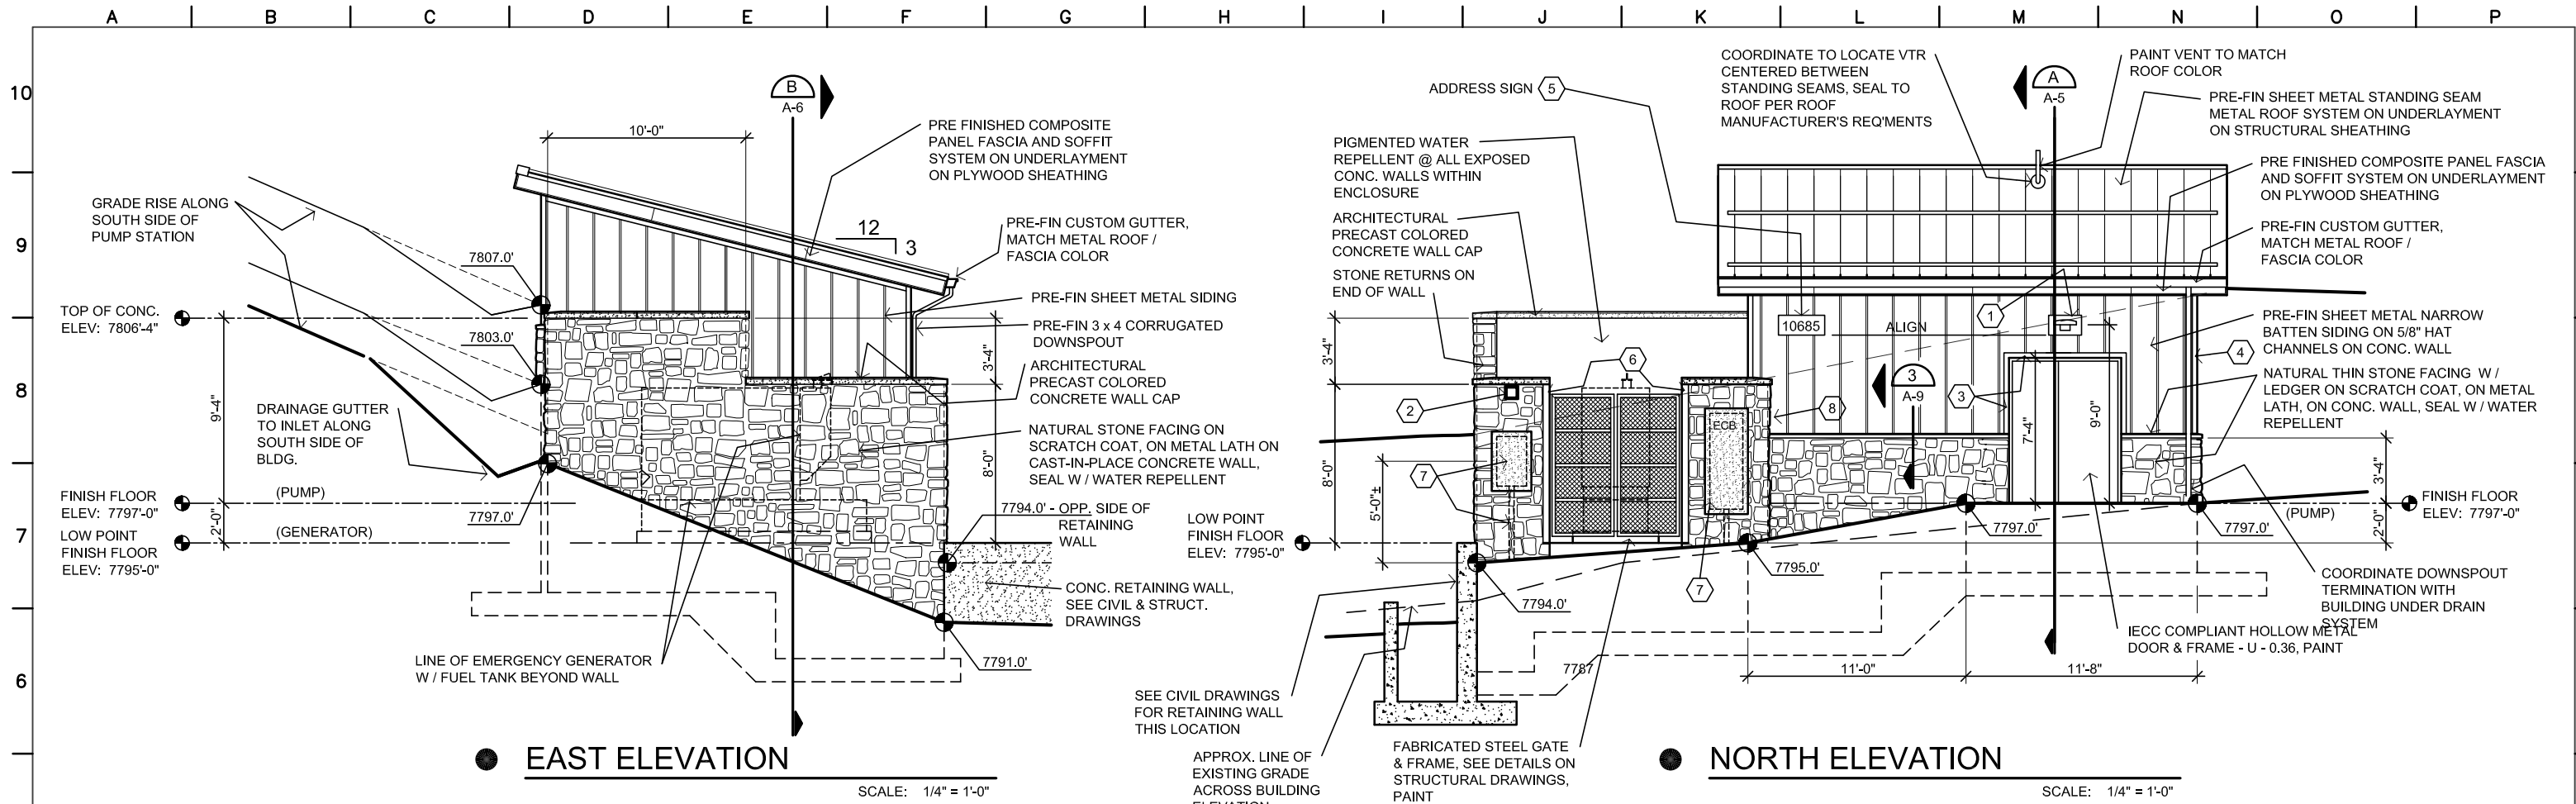 A B C D E F G H I J K L M N O P
10
9
8
7
6
B
A-6
10'-0"
PRE FINISHED COMPOSITE
PANEL FASCIA AND SOFFIT
SYSTEM ON UNDERLAYMENT
ON PLYWOOD SHEATHING
GRADE RISE ALONG
SOUTH SIDE OF
PUMP STATION
12
3
PRE-FIN CUSTOM GUTTER,
MATCH METAL ROOF /
FASCIA COLOR
7807.0'
TOP OF CONC.
ELEV: 7806'-4"
PRE-FIN SHEET METAL SIDING
PRE-FIN 3 x 4 CORRUGATED
DOWNSPOUT
7803.0'
3'-4"
ARCHITECTURAL
PRECAST COLORED
CONCRETE WALL CAP
9'-4"
DRAINAGE GUTTER
TO INLET ALONG
SOUTH SIDE OF
BLDG.
NATURAL STONE FACING ON
SCRATCH COAT, ON METAL LATH ON
CAST-IN-PLACE CONCRETE WALL,
SEAL W / WATER REPELLENT
8'-0"
FINISH FLOOR
ELEV: 7797'-0"
(PUMP)
7797.0'
2'-0"
(GENERATOR)
LOW POINT
FINISH FLOOR
ELEV: 7795'-0"
7794.0' - OPP. SIDE OF
RETAINING
WALL
CONC. RETAINING WALL,
SEE CIVIL & STRUCT.
DRAWINGS
LINE OF EMERGENCY GENERATOR
W / FUEL TANK BEYOND WALL
7791.0'
EAST ELEVATION
SCALE: 1/4" = 1'-0"
ADDRESS SIGN 5
COORDINATE TO LOCATE VTR
CENTERED BETWEEN
STANDING SEAMS, SEAL TO
ROOF PER ROOF
MANUFACTURER'S REQ'MENTS
A
A-5
PAINT VENT TO MATCH
ROOF COLOR
PRE-FIN SHEET METAL STANDING SEAM
METAL ROOF SYSTEM ON UNDERLAYMENT
ON STRUCTURAL SHEATHING
PIGMENTED WATER
REPELLENT @ ALL EXPOSED
CONC. WALLS WITHIN
ENCLOSURE
PRE FINISHED COMPOSITE PANEL FASCIA
AND SOFFIT SYSTEM ON UNDERLAYMENT
ON PLYWOOD SHEATHING
ARCHITECTURAL
PRECAST COLORED
CONCRETE WALL CAP
PRE-FIN CUSTOM GUTTER,
MATCH METAL ROOF /
FASCIA COLOR
STONE RETURNS ON
END OF WALL
1
10685
ALIGN
PRE-FIN SHEET METAL NARROW
BATTEN SIDING ON 5/8" HAT
CHANNELS ON CONC. WALL
4
3'-4"
6
3
A-9
3
2
8
ECB
NATURAL THIN STONE FACING W /
LEDGER ON SCRATCH COAT, ON METAL
LATH, ON CONC. WALL, SEAL W / WATER
REPELLENT
7'-4"
9'-0"
3'-4"
8'-0"
5'-0"±
7
LOW POINT
FINISH FLOOR
ELEV: 7795'-0"
FINISH FLOOR
ELEV: 7797'-0"
(PUMP)
2'-0"
7797.0'
7797.0'
7795.0'
7
7794.0'
COORDINATE DOWNSPOUT
TERMINATION WITH
BUILDING UNDER DRAIN
SYSTEM
IECC COMPLIANT HOLLOW METAL
DOOR & FRAME - U - 0.36, PAINT
7787
11'-0"
11'-8"
SEE CIVIL DRAWINGS
FOR RETAINING WALL
THIS LOCATION
APPROX. LINE OF
EXISTING GRADE
ACROSS BUILDING
ELEVATION
FABRICATED STEEL GATE
& FRAME, SEE DETAILS ON
STRUCTURAL DRAWINGS,
PAINT
NORTH ELEVATION
SCALE: 1/4" = 1'-0"